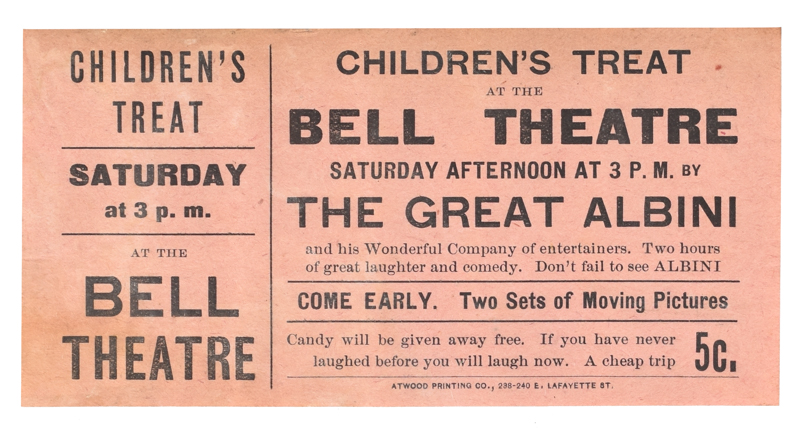 CHILDREN'S
TREAT
SATURDAY
at 3 p. m.
AT THE
BELL
THEATRE
CHILDREN'S TREAT
AT THE
BELL THEATRE
SATURDAY AFTERNOON AT 3 P. M. BY
THE GREAT ALBINI
and his Wonderful Company of entertainers. Two hours
of great laughter and comedy. Don't fail to see ALBINI
COME EARLY. Two Sets of Moving Pictures
Candy will be given away free. If you have never
laughed before you will laugh now. A cheap trip 5c.
ATWOOD PRINTING CO., 238-240 E. LAFAYETTE ST.